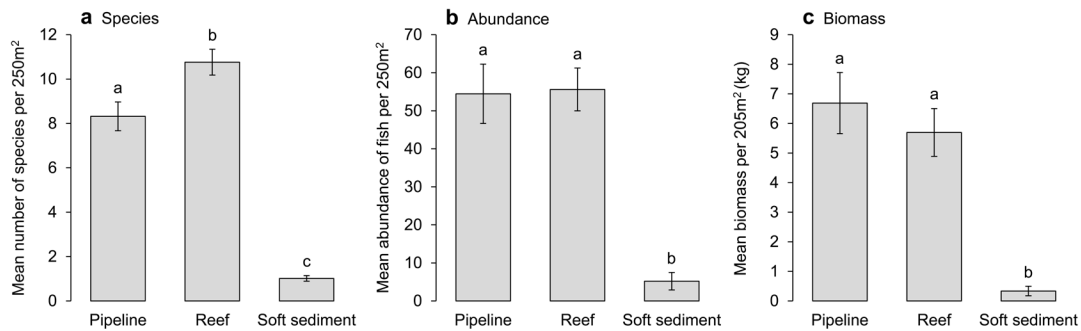 a Species
Mean number of species per 250m²
12
10
8
6
4
2
0
a
b
c
Pipeline
Reef
Soft sediment
b Abundance
Mean abundance of fish per 250m²
70
60
50
40
30
20
10
0
a
a
b
Pipeline
Reef
Soft sediment
c Biomass
Mean biomass per 205m² (kg)
9
8
7
6
5
4
3
2
1
0
a
a
b
Pipeline
Reef
Soft sediment